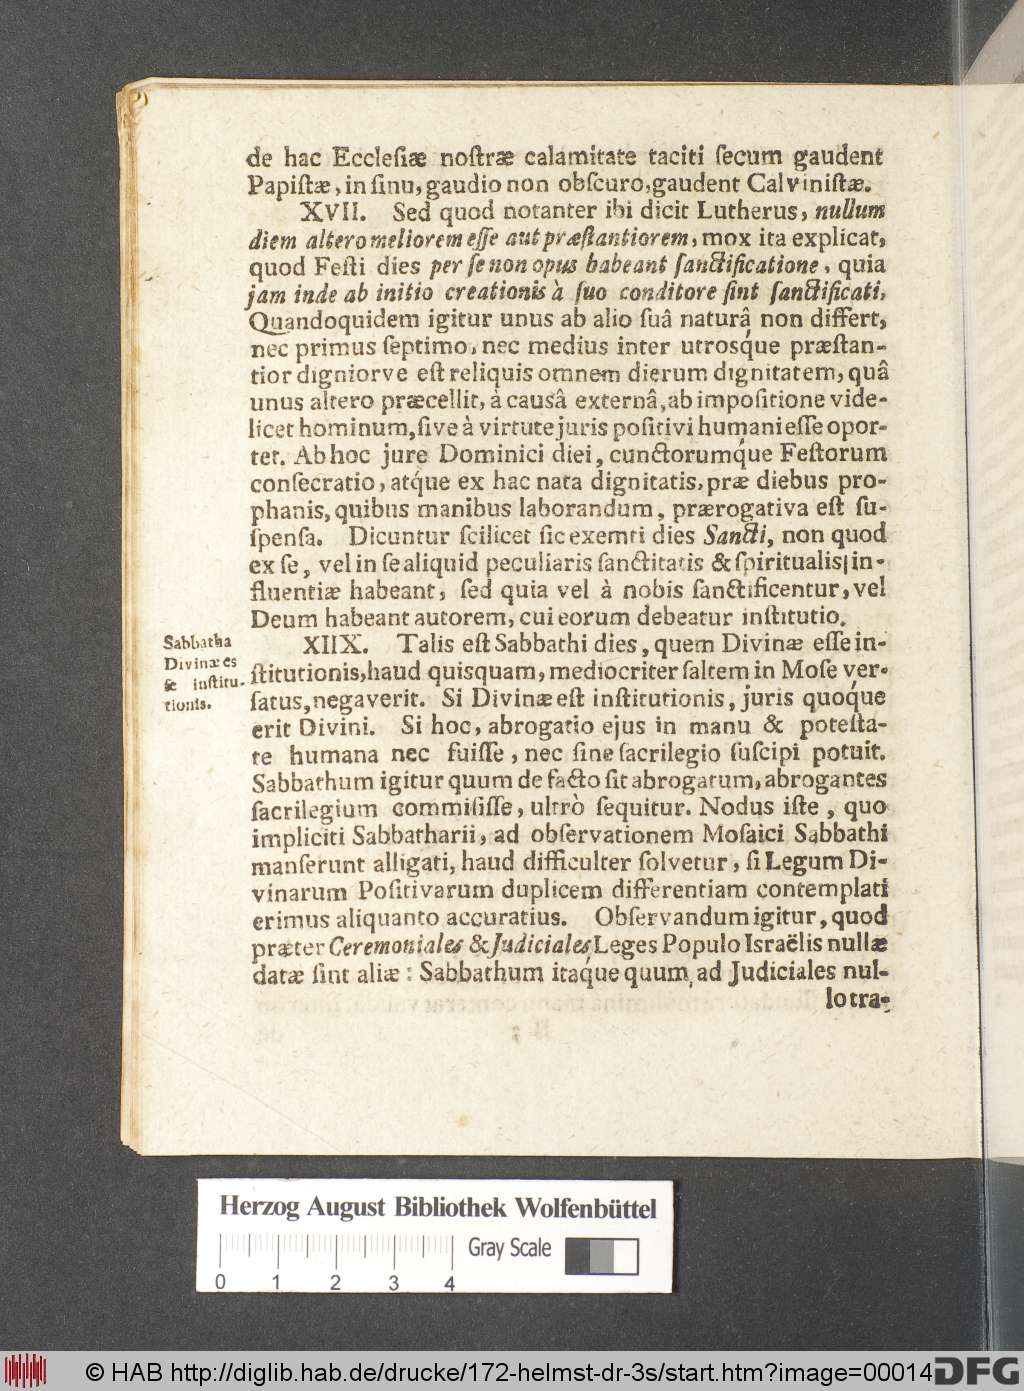 de hac Eccleſiæ noſtræ calamitate taciti ſecum gaudent
Papiſtæ, in ſinu, gaudio non obſcuro, gaudent Calviniſtæ.
XVII. Sed quod notanter ibi dicit Lutherus, nullum
diem altero meliorem eſſe aut præſtantiorem, mox ita explicat,
quod Feſti dies per ſe non opus habeant ſanctificatione, quia
jam inde ab initio creationis à ſuo conditore ſint ſanctificati,
Quandoquidem igitur unus ab alio ſuâ naturâ non differt,
nec primus ſeptimo, nec medius inter utrosq́ue præſtan-
tior digniorve eſt reliquis omnem dierum dignitatem, quâ
unus altero præcellit, à causâ externâ, ab impoſitione vide-
licet hominum, ſive à virtute juris poſitivi humani eſſe opor-
tet. Ab hoc jure Dominici diei, cunctorumq́ue Feſtorum
conſecratio, atq́ue ex hac nata dignitatis, præ diebus pro-
phanis, quibus manibus laborandum, prærogativa eſt ſu-
ſpenſa. Dicuntur ſcilicet ſic exemti dies Sancti, non quod
ex ſe, vel in ſe aliquid peculiaris ſanctitatis & ſpiritualis in-
fluentiæ habeant, ſed quia vel à nobis ſanctificentur, vel
Deum habeant autorem, cui eorum debeatur inſtitutio.
XIIX. Talis eſt Sabbathi dies, quem Divinæ eſſe in-
ſtitutionis, haud quisquam, mediocriter ſaltem in Moſe ver-
ſatus, negaverit. Si Divinæ eſt inſtitutionis, juris quoq́ue
erit Divini. Si hoc, abrogatio ejus in manu & poteſta-
te humana nec fuiſſe, nec ſine ſacrilegio ſuſcipi potuit.
Sabbathum igitur quum de facto ſit abrogatum, abrogantes
ſacrilegium commiſiſſe, ultrò ſequitur. Nodus iſte, quo
impliciti Sabbatharii, ad obſervationem Moſaici Sabbathi
manſerunt alligati, haud difficulter ſolvetur, ſi Legum Di-
vinarum Poſitivarum duplicem differentiam contemplati
erimus aliquanto accuratius. Obſervandum igitur, quod
præter Ceremoniales & Judiciales Leges Populo Israëlis nullæ
datæ ſint aliæ: Sabbathum itaq́ue quum ad Judiciales nul-
lo tra-
Sabbatha
Divinæ es
ſe inſtitu-
tionis.
Herzog August Bibliothek Wolfenbüttel
Gray Scale
0 1 2 3 4
© HAB http://diglib.hab.de/drucke/172-helmst-dr-3s/start.htm?image=00014
DFG